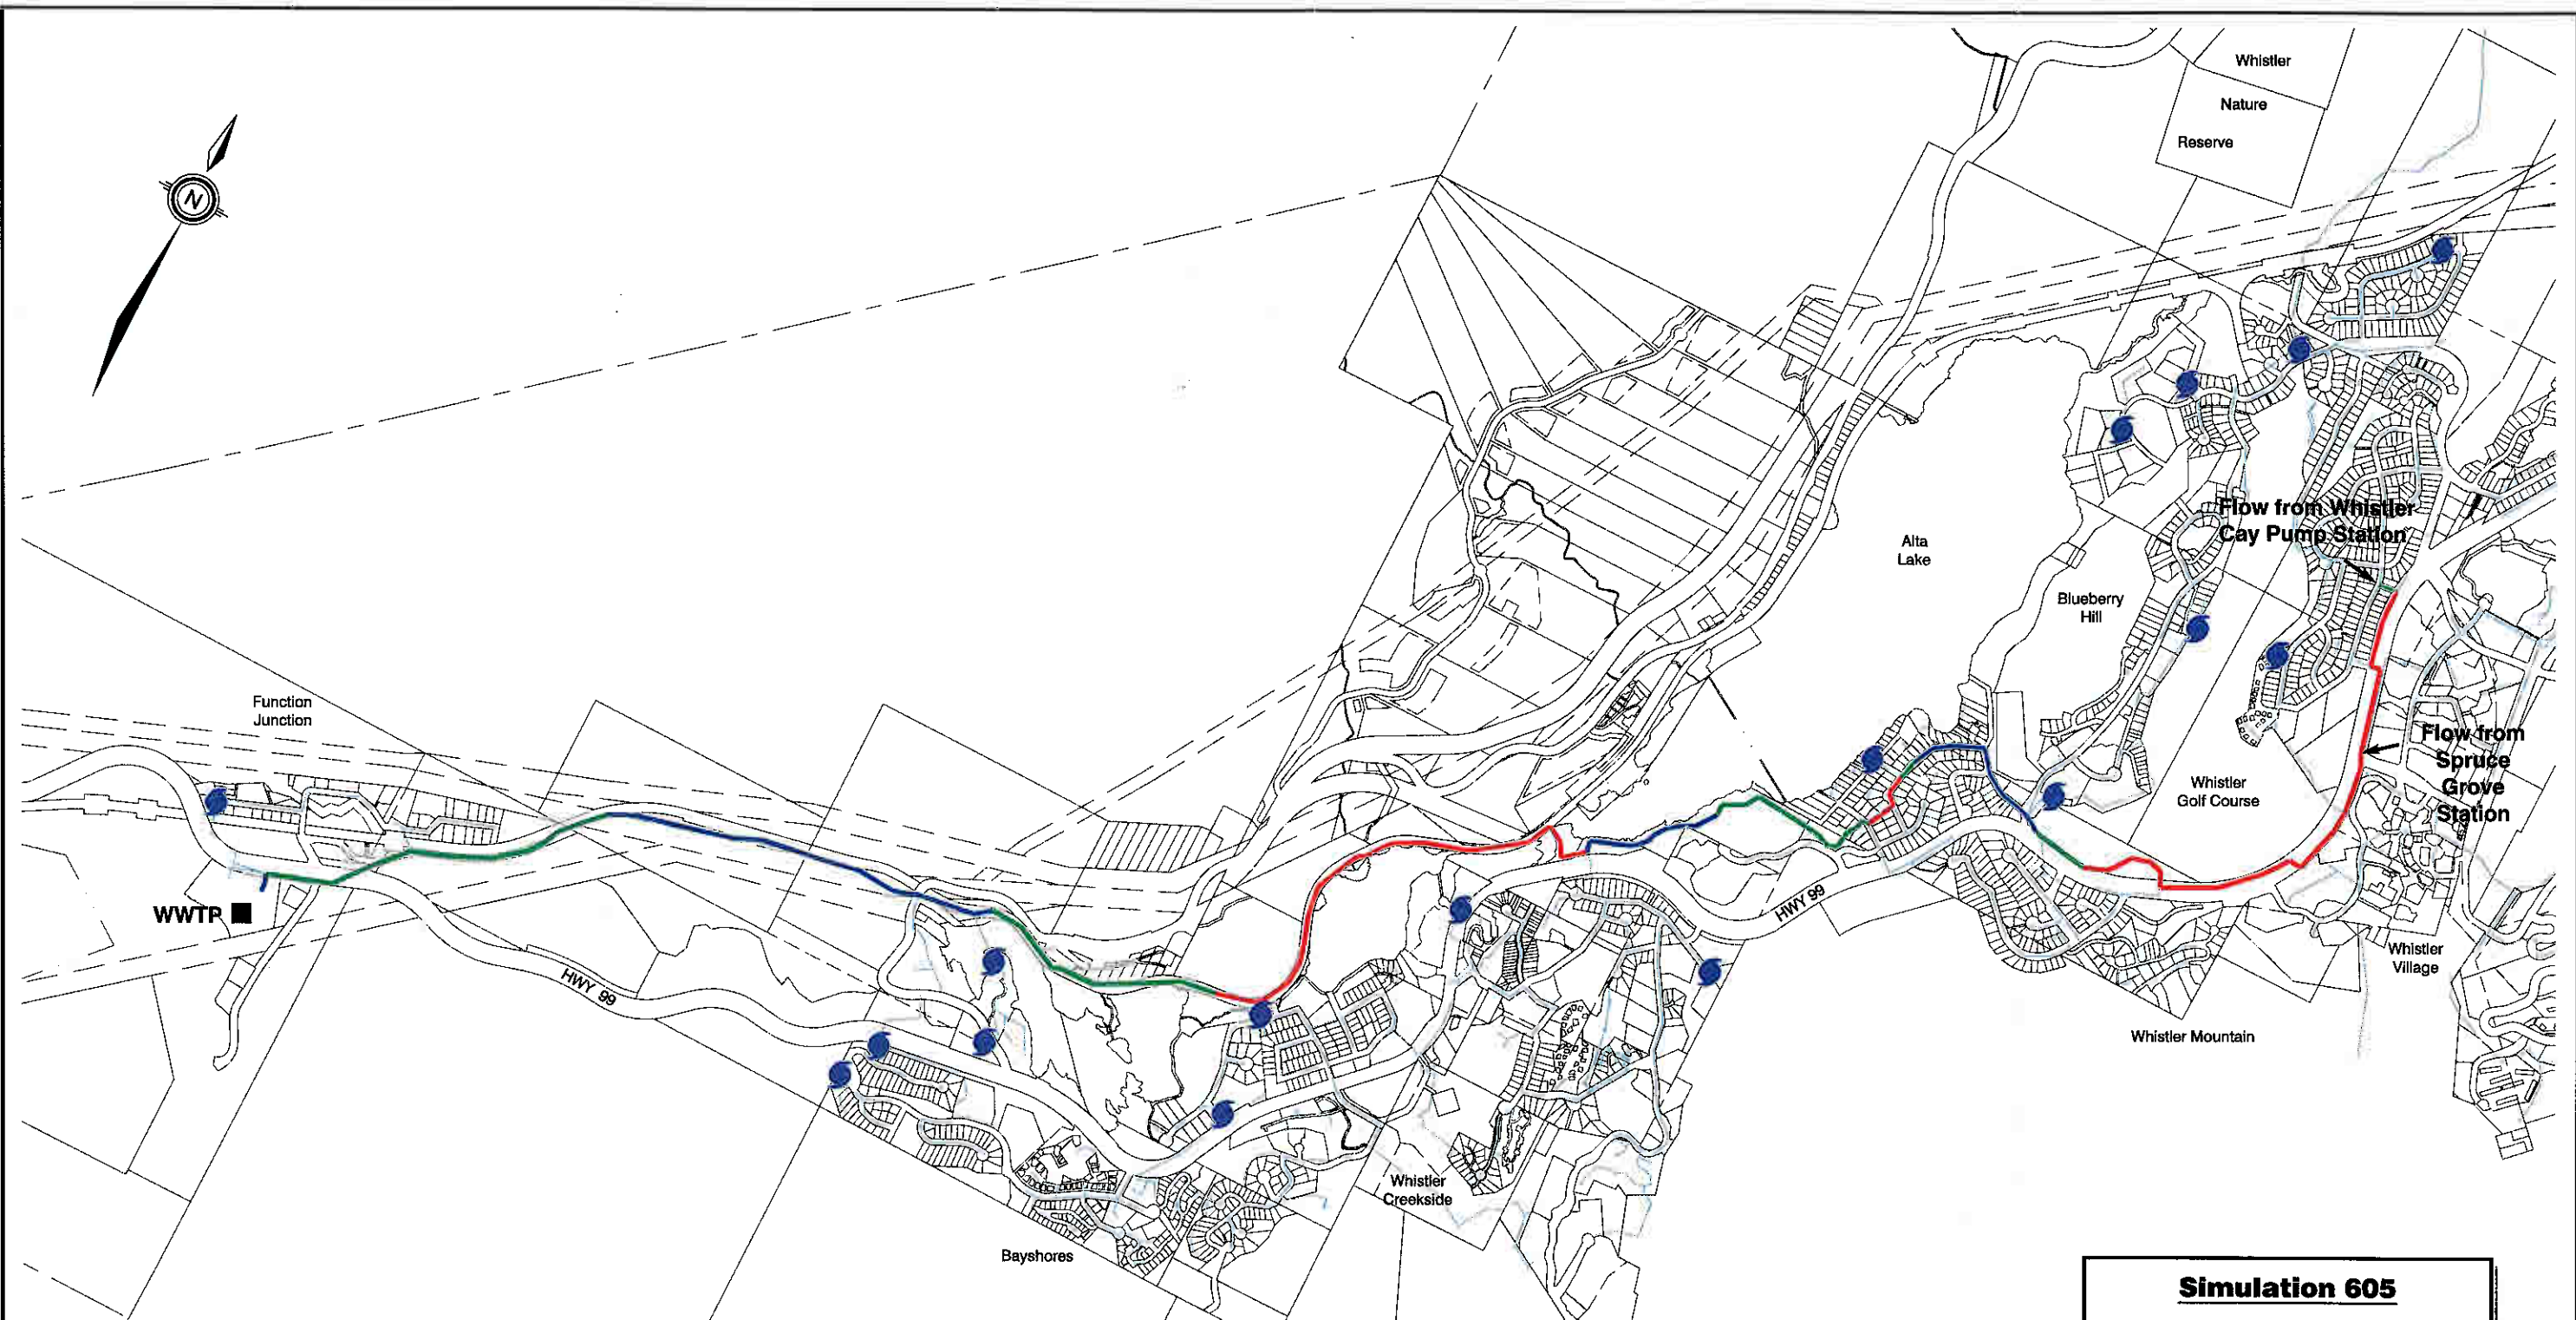 Whistler
Nature
Reserve
N
Flow from Whistler
Cay Pump Station
Alta
Lake
Blueberry
Hill
Function
Junction
Flow from
Spruce
Grove
Station
Whistler
Golf Course
WWTP
HWY 99
HWY 99
Whistler
Village
Whistler Mountain
Whistler
Creekside
Bayshores
Simulation 605